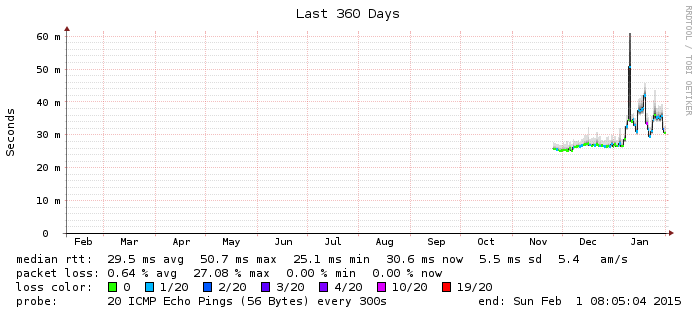 Last 360 Days
RRDTOOL / TOBI OETIKER
Seconds
60 m
50 m
40 m
30 m
20 m
10 m
0
Feb Mar Apr May Jun Jul Aug Sep Oct Nov Dec Jan
median rtt: 29.5 ms avg 50.7 ms max 25.1 ms min 30.6 ms now 5.5 ms sd 5.4 am/s
packet loss: 0.64 % avg 27.08 % max 0.00 % min 0.00 % now
loss color: 0 1/20 2/20 3/20 4/20 10/20 19/20
probe: 20 ICMP Echo Pings (56 Bytes) every 300s end: Sun Feb 1 08:05:04 2015